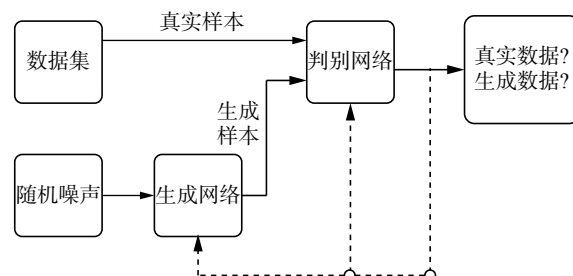 真实样本
数据集
判别网络
真实数据?
生成数据?
生成
样本
随机噪声
生成网络